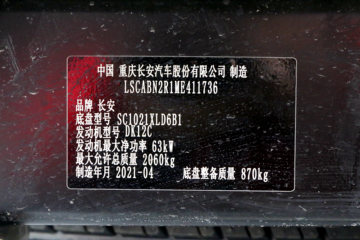 中国 重庆长安汽车股份有限公司 制造
LSCABN2R1ME411736
品牌 长安
底盘型号 SC1021XLD6B1
发动机型号 DK12C
发动机最大净功率 63kW
最大允许总质量 2060kg
制造年月 2021-04 底盘整备质量 870kg